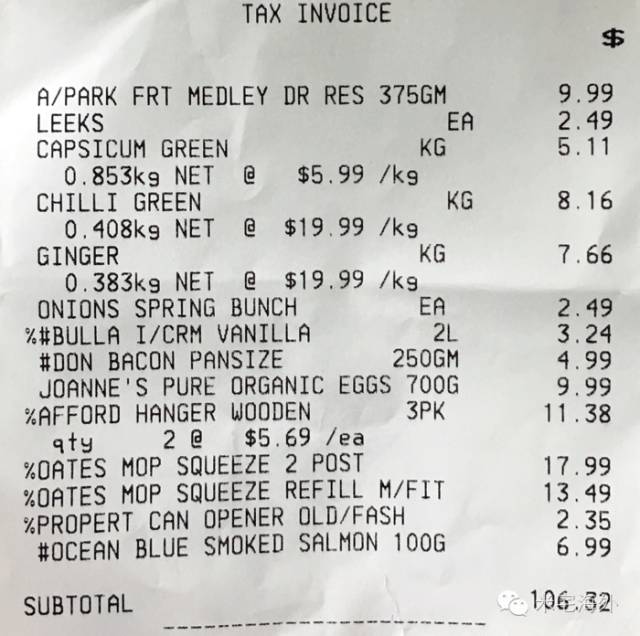 TAX INVOICE
$
A/PARK FRT MEDLEY DR RES 375GM 9.99
LEEKS EA 2.49
CAPSICUM GREEN KG 5.11
0.853kg NET @ $5.99 /kg
CHILLI GREEN KG 8.16
0.408kg NET @ $19.99 /kg
GINGER KG 7.66
0.383kg NET @ $19.99 /kg
ONIONS SPRING BUNCH EA 2.49
%#BULLA I/CRM VANILLA 2L 3.24
#DON BACON PANSIZE 250GM 4.99
JOANNE'S PURE ORGANIC EGGS 700G 9.99
%AFFORD HANGER WOODEN 3PK 11.38
qty 2 @ $5.69 /ea
%OATES MOP SQUEEZE 2 POST 17.99
%OATES MOP SQUEEZE REFILL M/FIT 13.49
%PROPERT CAN OPENER OLD/FASH 2.35
#OCEAN BLUE SMOKED SALMON 100G 6.99
SUBTOTAL 106.32